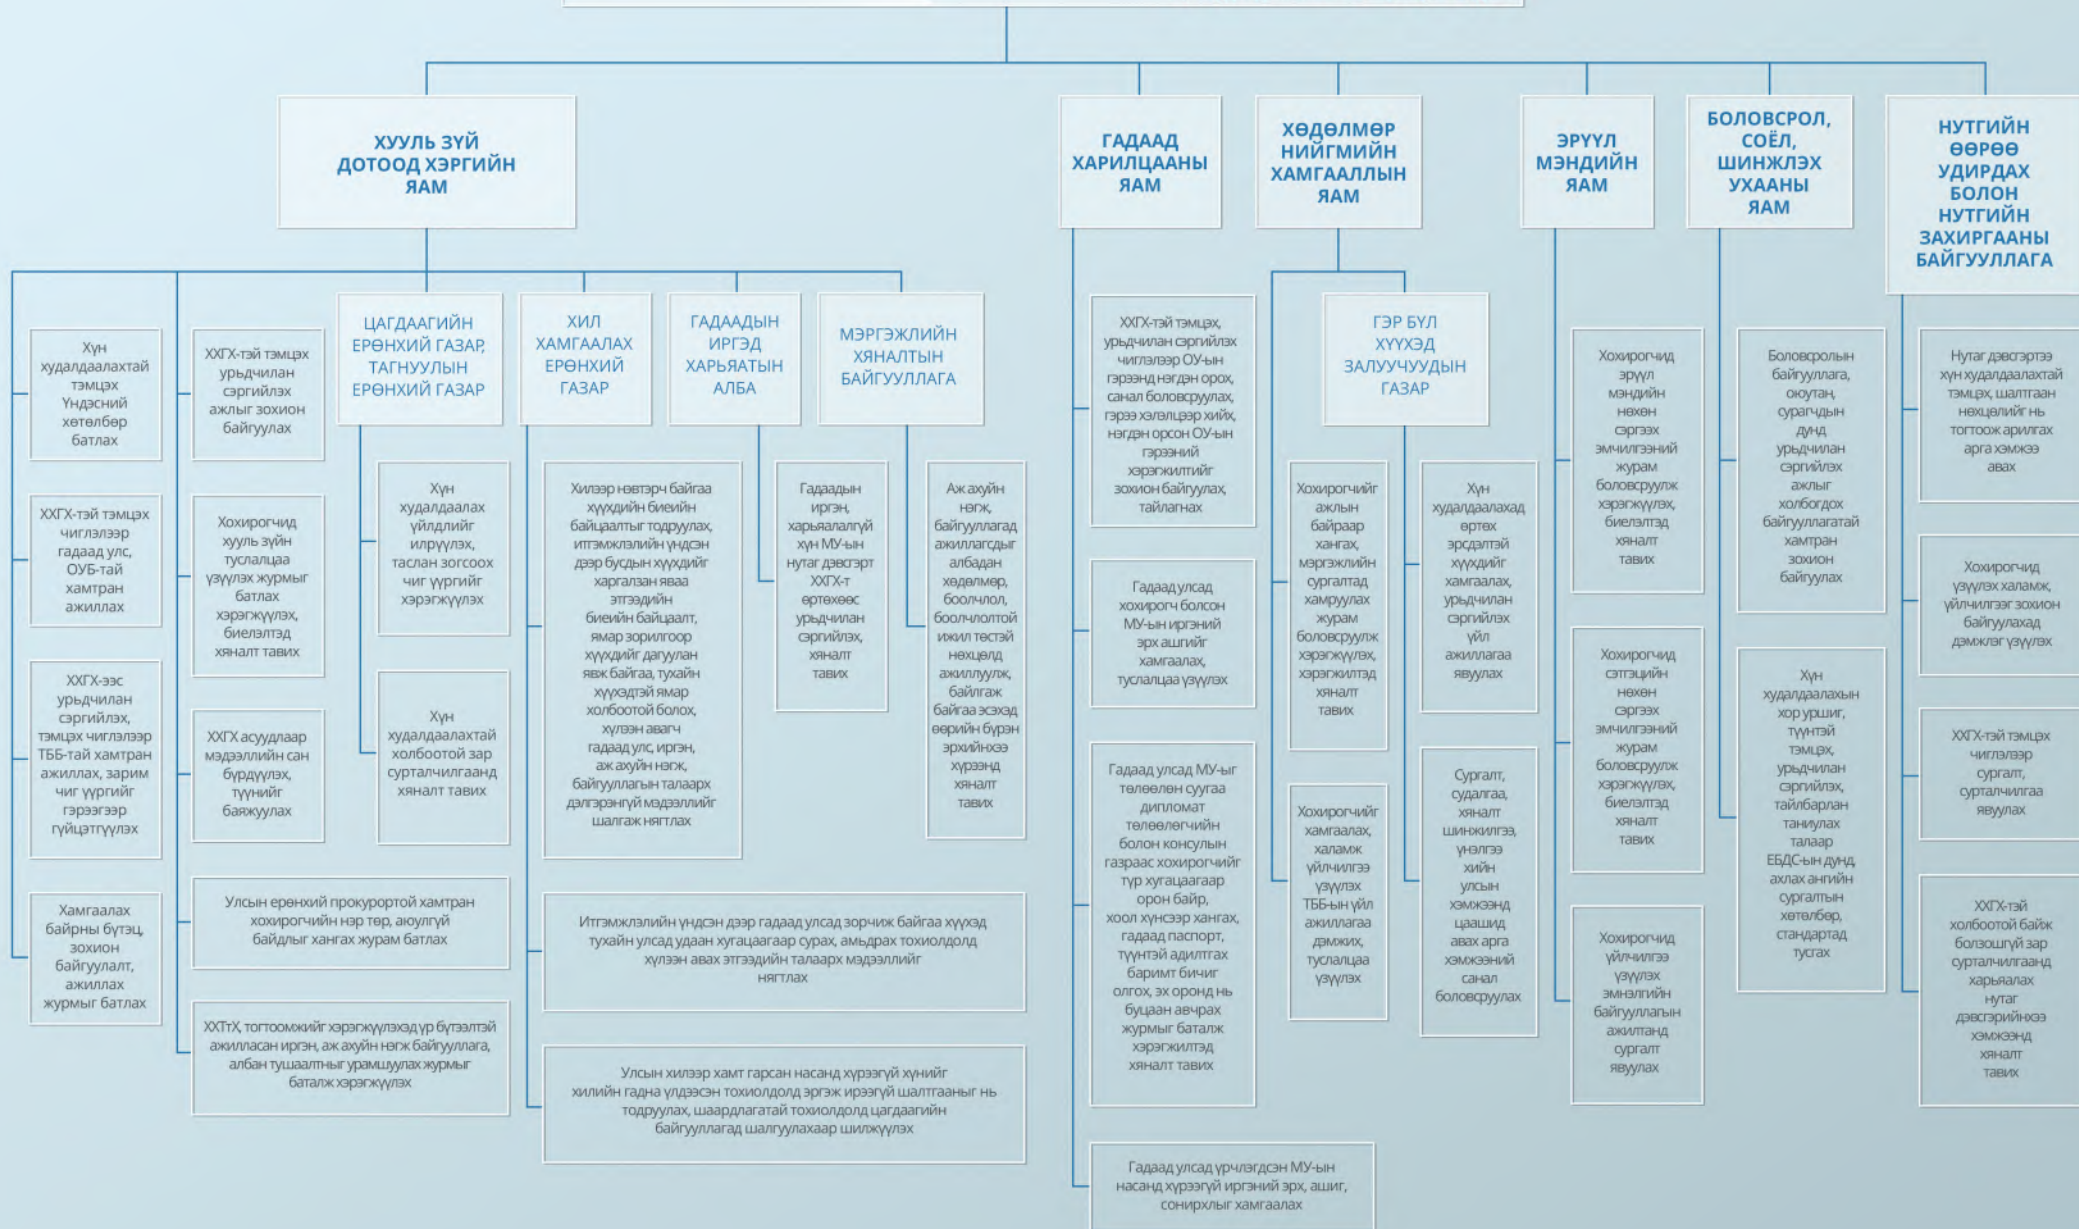 ХУУЛЬ ЗҮЙ
ДОТООД ХЭРГИЙН
ЯАМ
Хүн
худалдаалахтай
тэмцэх
Үндэсний
хөтөлбөр
батлах
ХХГХ-тэй тэмцэх
чиглэлээр
гадаад улс,
ОУБ-тай
хамтран
ажиллах
ХХГХ-ээс
урьдчилан
сэргийлэх,
тэмцэх чиглэлээр
ТББ-тай хамтран
ажиллах, зарим
чиг үүргийг
гэрээгээр
гүйцэтгүүлэх
Хамгаалах
байрны бүтэц,
зохион
байгуулалт,
ажиллах
журмыг батлах
ХХГХ-тэй тэмцэх
урьдчилан
сэргийлэх
ажлыг зохион
байгуулах
Хохирогчид
хууль зүйн
туслалцаа
үзүүлэх журмыг
батлах
хэрэгжүүлэх,
биелэлтэд
хяналт тавих
ХХГХ асуудлаар
мэдээллийн сан
бүрдүүлэх,
түүнийг
баяжуулах
Улсын ерөнхий прокурортой хамтран
хохирогчийн нэр төр, аюулгүй
байдлыг хангах журам батлах
ХХТтХ, тогтоомжийг хэрэгжүүлэхэд үр бүтээлтэй
ажилласан иргэн, аж ахуйн нэгж байгууллага,
албан тушаалтныг урамшуулах журмыг
баталж хэрэгжүүлэх
ЦАГДААГИЙН
ЕРӨНХИЙ ГАЗАР,
ТАГНУУЛЫН
ЕРӨНХИЙ ГАЗАР
Хүн
худалдаалах
үйлдлийг
илрүүлэх,
таслан зогсоох
чиг үүргийг
хэрэгжүүлэх
Хүн
худалдаалахтай
холбоотой зар
сурталчилгаанд
хяналт тавих
ХИЛ
ХАМГААЛАХ
ЕРӨНХИЙ
ГАЗАР
Хилээр нэвтэрч байгаа
хүүхдийн биеийн
байцаалтыг тодруулах,
итгэмжлэлийн үндсэн
дээр бусдын хүүхдийг
харгалзан яваа
этгээдийн
биеийн байцаалт,
ямар зорилгоор
хүүхдийг дагуулан
явж байгаа, тухайн
хүүхэдтэй ямар
холбоотой болох,
хүлээн авагч
гадаад улс, иргэн,
аж ахуйн нэгж,
байгууллагын талаарх
дэлгэрэнгүй мэдээллийг
шалгаж нягтлах
Итгэмжлэлийн үндсэн дээр гадаад улсад зорчиж байгаа хүүхэд
тухайн улсад удаан хугацаагаар сурах, амьдрах тохиолдолд
хүлээн авах этгээдийн талаарх мэдээллийг
нягтлах
Улсын хилээр хамт гарсан насанд хүрээгүй хүнийг
хилийн гадна үлдээсэн тохиолдолд эргэж ирээгүй шалтгааныг нь
тодруулах, шаардлагатай тохиолдолд цагдаагийн
байгууллагад шалгуулахаар шилжүүлэх
ГАДААДЫН
ИРГЭД
ХАРЬЯАТЫН
АЛБА
Гадаадын
иргэн,
харьяалалгүй
хүн МУ-ын
нутаг дэвсгэрт
ХХГХ-т
өртөхөөс
урьдчилан
сэргийлэх,
хяналт
тавих
МЭРГЭЖЛИЙН
ХЯНАЛТЫН
БАЙГУУЛЛАГА
Аж ахуйн
нэгж,
байгууллагад
ажиллагсдыг
албадан
хөдөлмөр,
боолчлол,
боолчлолтой
ижил төстэй
нөхцөлд
ажиллуулж,
байлгаж
байгаа эсэхэд
өөрийн бүрэн
эрхийнхээ
хүрээнд
хяналт
тавих
ГАДААД
ХАРИЛЦААНЫ
ЯАМ
ХХГХ-тэй тэмцэх,
урьдчилан сэргийлэх
чиглэлээр ОУ-ын
гэрээнд нэгдэн орох,
санал боловсруулах,
гэрээ хэлэлцээр хийх,
нэгдэн орсон ОУ-ын
гэрээний
хэрэгжилтийг
зохион байгуулах,
тайлагнах
Гадаад улсад
хохирогч болсон
МУ-ын иргэний
эрх ашгийг
хамгаалах,
туслалцаа үзүүлэх
Гадаад улсад МУ-ыг
төлөөлөн суугаа
дипломат
төлөөлөгчийн
болон консулын
газраас хохирогчийг
түр хугацаагаар
орон байр,
хоол хүнсээр хангах,
гадаад паспорт,
түүнтэй адилтгах
баримт бичиг
олгох, эх оронд нь
буцаан авчрах
журмыг баталж
хэрэгжилтэд
хяналт тавих
Гадаад улсад үрчлэгдсэн МУ-ын
насанд хүрээгүй иргэний эрх, ашиг,
сонирхлыг хамгаалах
ХӨДӨЛМӨР
НИЙГМИЙН
ХАМГААЛЛЫН
ЯАМ
Хохирогчийг
ажлын
байраар
хангах,
мэргэжлийн
сургалтад
хамруулах
журам
боловсруулж
хэрэгжүүлэх,
хэрэгжилтэд
хяналт
тавих
Хохирогчийг
хамгаалах,
халамж
үйлчилгээ
үзүүлэх
ТББ-ын үйл
ажиллагаа
дэмжих,
туслалцаа
үзүүлэх
ГЭР БҮЛ
ХҮҮХЭД
ЗАЛУУЧУУДЫН
ГАЗАР
Хүн
худалдаалахад
өртөх
эрсдэлтэй
хүүхдийг
хамгаалах,
урьдчилан
сэргийлэх
үйл
ажиллагаа
явуулах
Сургалт,
судалгаа,
хяналт
шинжилгээ,
үнэлгээ
хийн
улсын
хэмжээнд
цаашид
авах арга
хэмжээний
санал
боловсруулах
ЭРҮҮЛ
МЭНДИЙН
ЯАМ
Хохирогчид
эрүүл
мэндийн
нөхөн
сэргээх
эмчилгээний
журам
боловсруулж
хэрэгжүүлэх,
биелэлтэд
хяналт
тавих
Хохирогчид
сэтгэцийн
нөхөн
сэргээх
эмчилгээний
журам
боловсруулж
хэрэгжүүлэх,
биелэлтэд
хяналт
тавих
Хохирогчид
үйлчилгээ
үзүүлэх
эмнэлгийн
байгууллагын
ажилтанд
сургалт
явуулах
БОЛОВСРОЛ,
СОЁЛ,
ШИНЖЛЭХ
УХААНЫ
ЯАМ
Боловсролын
байгууллага,
оюутан,
сурагчдын
дунд
урьдчилан
сэргийлэх
ажлыг
холбогдох
байгууллагатай
хамтран
зохион
байгуулах
Хүн
худалдаалахын
хор уршиг,
түүнтэй
тэмцэх,
урьдчилан
сэргийлэх,
тайлбарлан
таниулах
талаар
ЕБДС-ын дунд,
ахлах ангийн
сургалтын
хөтөлбөр,
стандартад
тусгах
НУТГИЙН
ӨӨРӨӨ
УДИРДАХ
БОЛОН
НУТГИЙН
ЗАХИРГААНЫ
БАЙГУУЛЛАГА
Нутаг дэвсгэртээ
хүн худалдаалахтай
тэмцэх, шалтгаан
нөхцөлийг нь
тогтоож арилгах
арга хэмжээ
авах
Хохирогчид
үзүүлэх халамж,
үйлчилгээг зохион
байгуулахад
дэмжлэг үзүүлэх
ХХГХ-тэй тэмцэх
чиглэлээр
сургалт,
сурталчилгаа
явуулах
ХХГХ-тэй
холбоотой байж
болзошгүй зар
сурталчилгаанд
харьяалах
нутаг
дэвсгэрийнхээ
хэмжээнд
хяналт
тавих